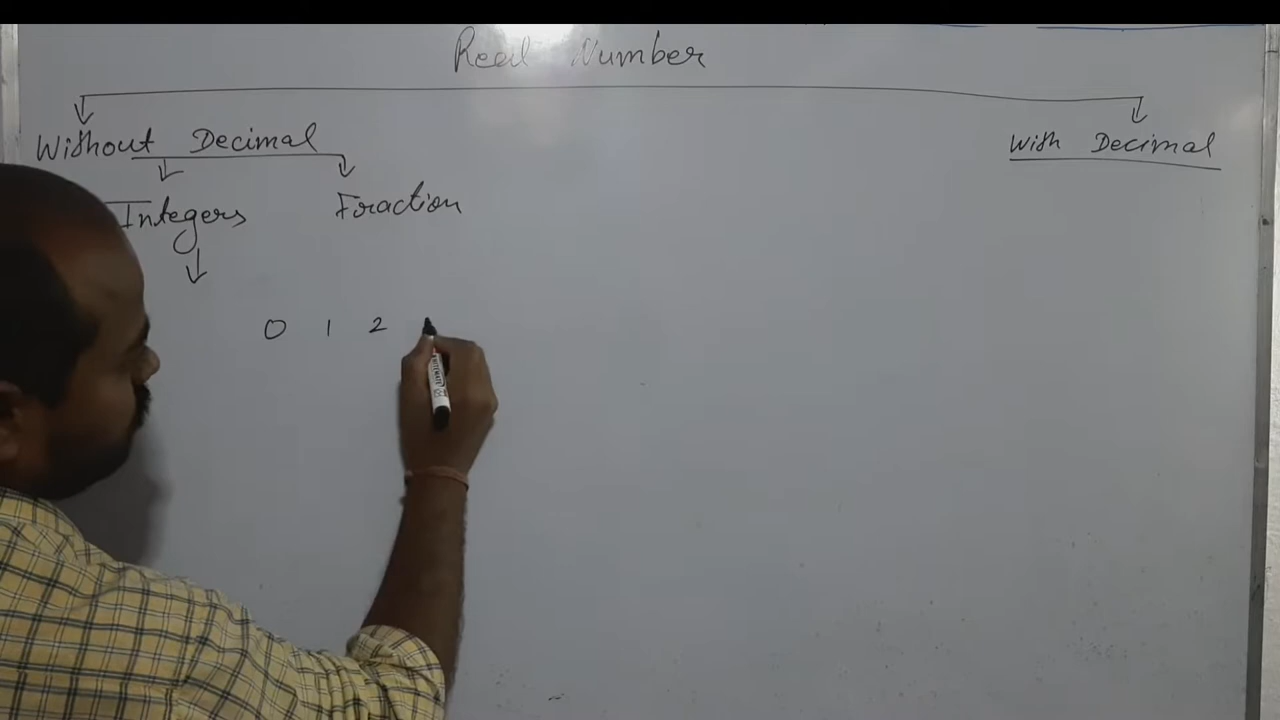 Real Number
Without Decimal
With Decimal
Integers
Fraction
0 1 2